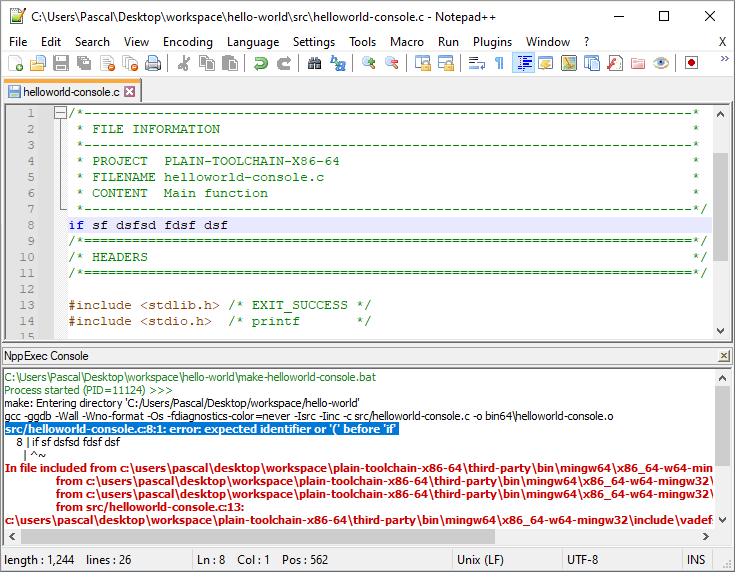 C:\Users\Pascal\Desktop\workspace\hello-world\src\helloworld-console.c - Notepad++
File Edit Search View Encoding Language Settings Tools Macro Run Plugins Window ? X
helloworld-console.c
1 /*---------------------------------------------------------------------------*
2 * FILE INFORMATION *
3 *---------------------------------------------------------------------------*
4 * PROJECT PLAIN-TOOLCHAIN-X86-64 *
5 * FILENAME helloworld-console.c *
6 * CONTENT Main function *
7 *---------------------------------------------------------------------------*/
8 if sf dsfsd fdsf dsf
9 /*===========================================================================*
10 /* HEADERS */
11 /*===========================================================================*/
12
13 #include <stdlib.h> /* EXIT_SUCCESS */
14 #include <stdio.h> /* printf */
15
NppExec Console
C:\Users\Pascal\Desktop\workspace\hello-world\make-helloworld-console.bat
Process started (PID=11124) >>>
make: Entering directory 'C:/Users/Pascal/Desktop/workspace/hello-world'
gcc -ggdb -Wall -Wno-format -Os -fdiagnostics-color=never -Isrc -Iinc -c src/helloworld-console.c -o bin64\helloworld-console.o
src/helloworld-console.c:8:1: error: expected identifier or '(' before 'if'
8 | if sf dsfsd fdsf dsf
| ^~
In file included from c:\users\pascal\desktop\workspace\plain-toolchain-x86-64\third-party\bin\mingw64\x86_64-w64-min
from c:\users\pascal\desktop\workspace\plain-toolchain-x86-64\third-party\bin\mingw64\x86_64-w64-mingw32\
from c:\users\pascal\desktop\workspace\plain-toolchain-x86-64\third-party\bin\mingw64\x86_64-w64-mingw32\
from src/helloworld-console.c:13:
c:\users\pascal\desktop\workspace\plain-toolchain-x86-64\third-party\bin\mingw64\x86_64-w64-mingw32\include\vadefs
length : 1,244 lines : 26 Ln : 8 Col : 1 Pos : 562 Unix (LF) UTF-8 INS